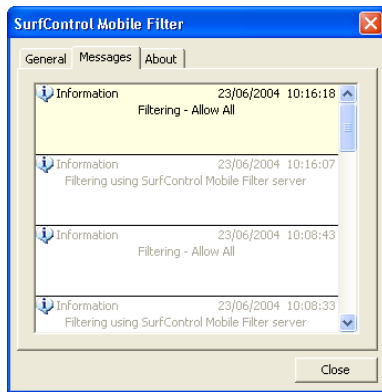 SurfControl Mobile Filter
General Messages About
Information 23/06/2004 10:16:18
Filtering - Allow All
Information 23/06/2004 10:16:07
Filtering using SurfControl Mobile Filter server
Information 23/06/2004 10:08:43
Filtering - Allow All
Information 23/06/2004 10:08:33
Filtering using SurfControl Mobile Filter server
Close